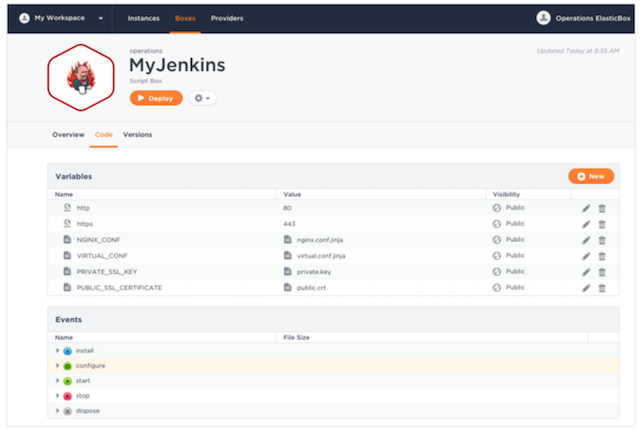 My Workspace Instances Boxes Providers Operations ElasticBox
operations
Updated Today at 9:55 AM
MyJenkins
Script Box
Deploy
Overview Code Versions
Variables New
Name Value Visibility
http 80 Public
https 443 Public
NGINX_CONF nginx.conf.jinja Public
VIRTUAL_CONF virtual.conf.jinja Public
PRIVATE_SSL_KEY private.key Public
PUBLIC_SSL_CERTIFICATE public.crt Public
Events
Name File Size
install
configure
start
stop
dispose